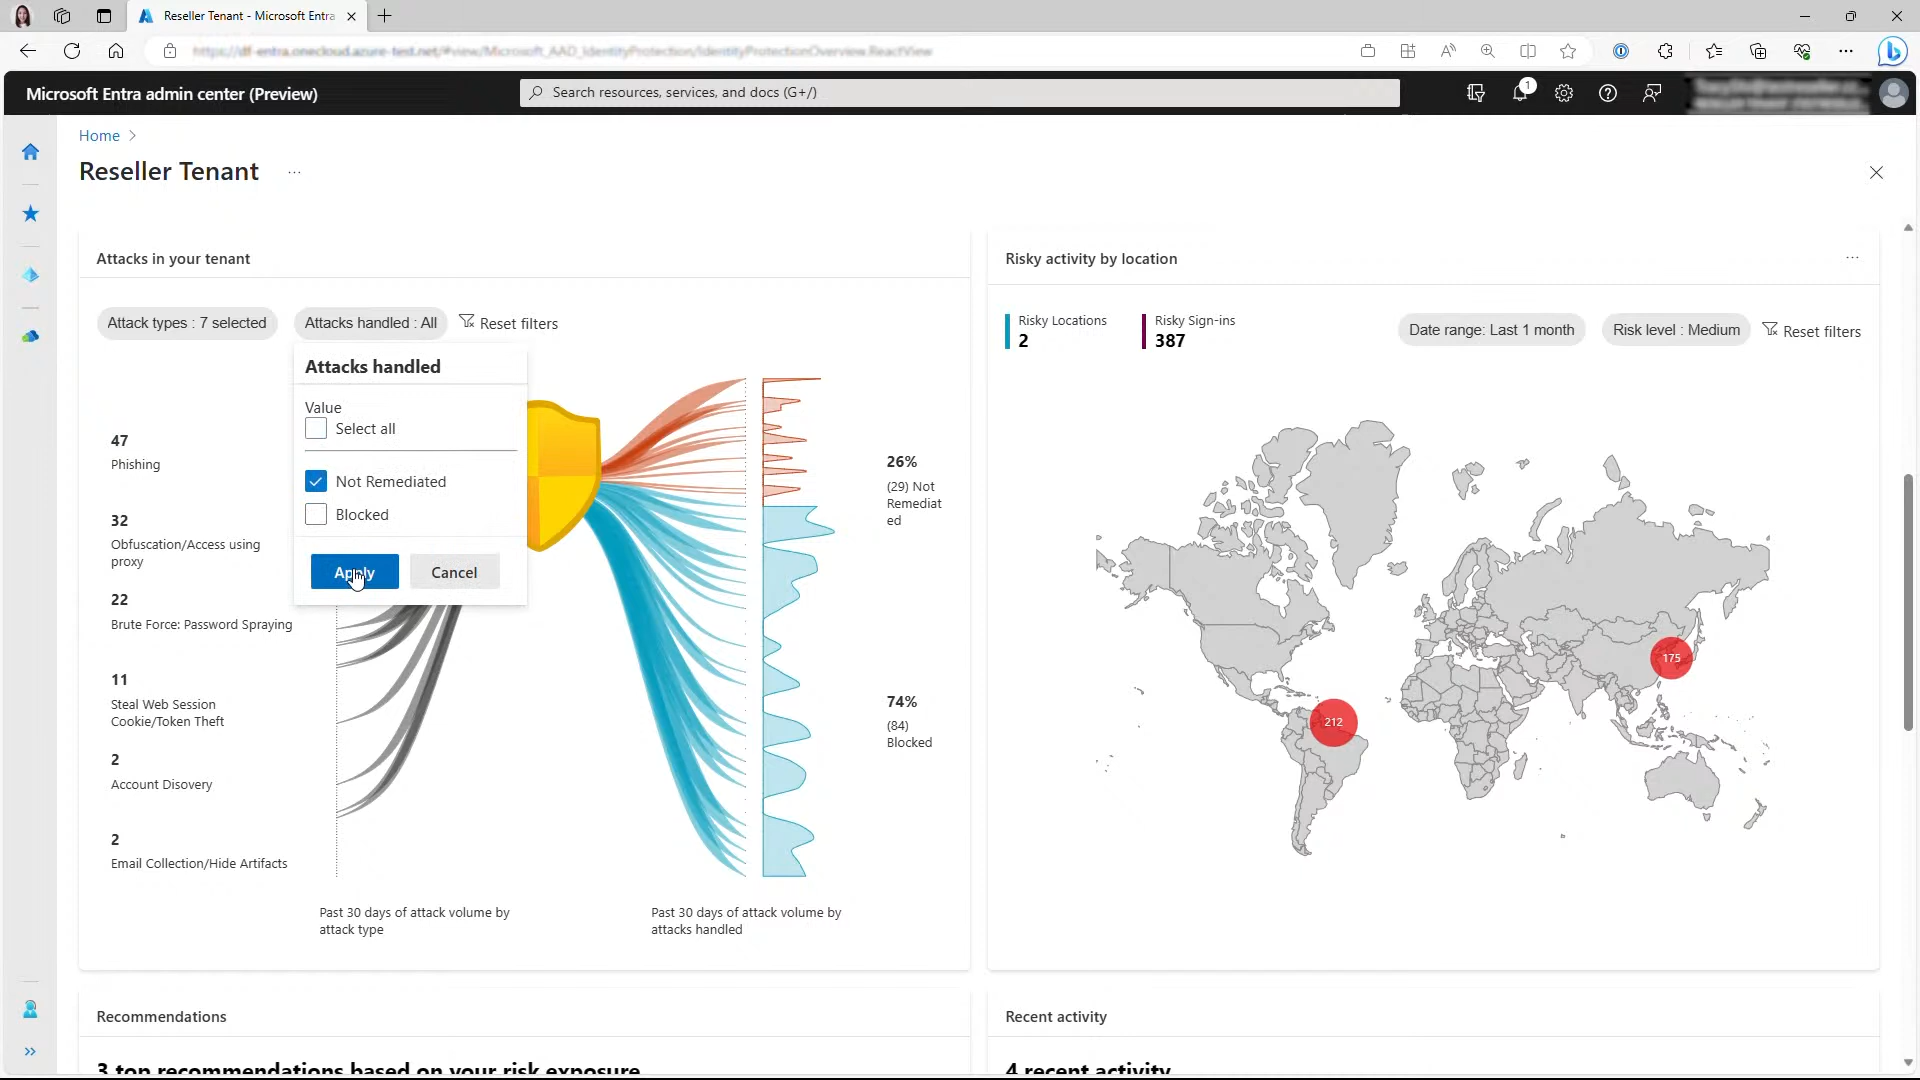 Reseller Tenant - Microsoft Entra
Microsoft Entra admin center (Preview)
Search resources, services, and docs (G+/)
1
Home
Reseller Tenant
Attacks in your tenant
Attack types : 7 selected
Attacks handled : All
Reset filters
Attacks handled
Value
Select all
Not Remediated
Blocked
Apply
Cancel
47
Phishing
32
Obfuscation/Access using
proxy
22
Brute Force: Password Spraying
11
Steal Web Session
Cookie/Token Theft
2
Account Disovery
2
Email Collection/Hide Artifacts
26%
(29) Not
Remediat
ed
74%
(84)
Blocked
Past 30 days of attack volume by
attack type
Past 30 days of attack volume by
attacks handled
Risky activity by location
Risky Locations
2
Risky Sign-ins
387
Date range: Last 1 month
Risk level : Medium
Reset filters
175
212
Recommendations
3 top recommendations based on your risk exposure
Recent activity
4 recent activity